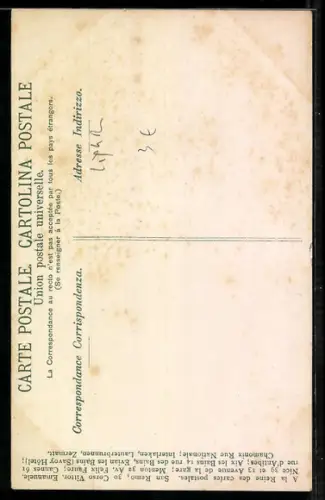 CARTE POSTALE CARTOLINA POSTALE
Union postale universelle.
La Correspondance au recto n'est pas acceptée par tous les pays étrangers.
(Se renseigner à la Poste.)
Correspondance Corrispondenza.
Adresse Indirizzo.
3 €
A la Reine des cartes postales. San Remo, 30 Corso Vittor. Emanuele.
Nice 39 et 13 Avenue de la gare; Menton 32 Av. Felix Faure; Cannes 61
rue d'Antibes; Aix les Bains 14 rue des Bains, Evian les Bains (Savoy Hôtel);
Chamonix Rue Nationale; Interlaken, Lauterbrunnen, Zermatt.